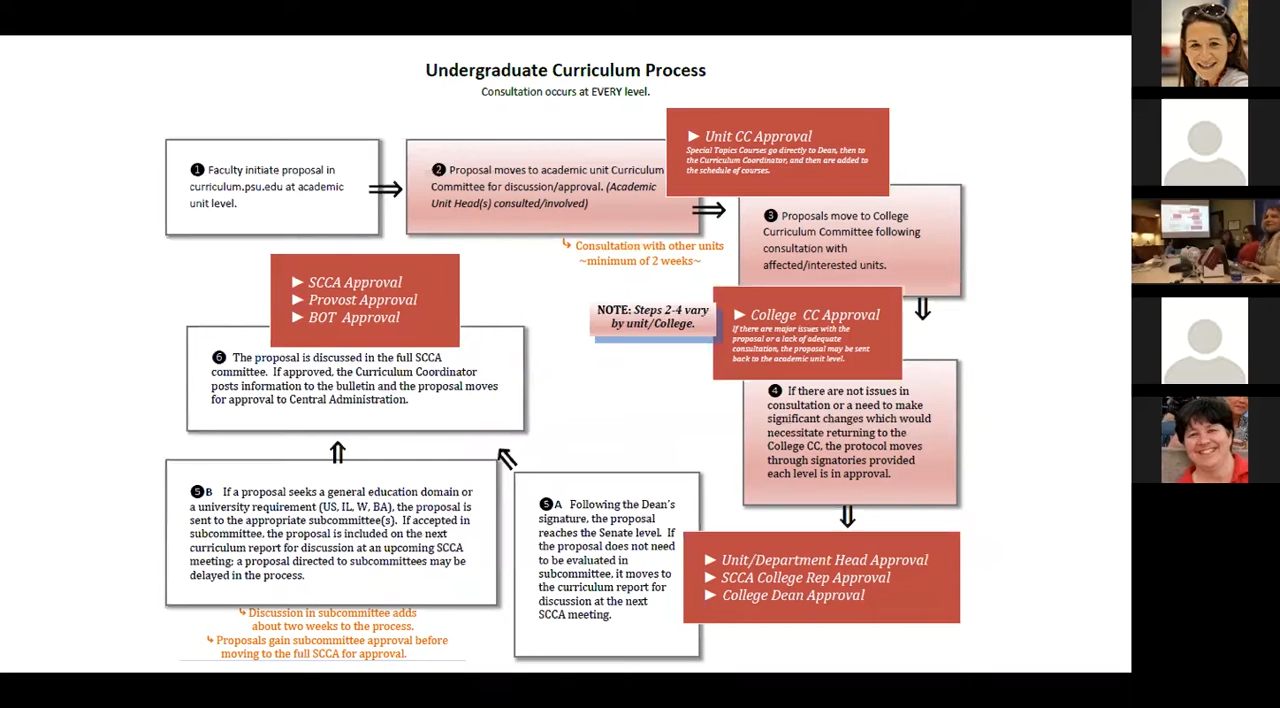 Undergraduate Curriculum Process
Consultation occurs at EVERY level.
❶ Faculty initiate proposal in
curriculum.psu.edu at academic
unit level.
❷ Proposal moves to academic unit Curriculum
Committee for discussion/approval. (Academic
Unit Head(s) consulted/involved)
► Unit CC Approval
Special Topics Courses go directly to Dean, then to
the Curriculum Coordinator, and then are added to
the schedule of courses.
↳ Consultation with other units
~minimum of 2 weeks~
❸ Proposals move to College
Curriculum Committee following
consultation with
affected/interested units.
NOTE: Steps 2-4 vary
by unit/College.
► College CC Approval
If there are major issues with the
proposal or a lack of adequate
consultation, the proposal may be sent
back to the academic unit level.
❹ If there are not issues in
consultation or a need to make
significant changes which would
necessitate returning to the
College CC, the protocol moves
through signatories provided
each level is in approval.
► Unit/Department Head Approval
► SCCA College Rep Approval
► College Dean Approval
❺A Following the Dean's
signature, the proposal
reaches the Senate level. If
the proposal does not need
to be evaluated in
subcommittee, it moves to
the curriculum report for
discussion at the next
SCCA meeting.
❺B If a proposal seeks a general education domain or
a university requirement (US, IL, W, BA), the proposal is
sent to the appropriate subcommittee(s). If accepted in
subcommittee, the proposal is included on the next
curriculum report for discussion at an upcoming SCCA
meeting; a proposal directed to subcommittees may be
delayed in the process.
↳ Discussion in subcommittee adds
about two weeks to the process.
↳ Proposals gain subcommittee approval before
moving to the full SCCA for approval.
❻ The proposal is discussed in the full SCCA
committee. If approved, the Curriculum Coordinator
posts information to the bulletin and the proposal moves
for approval to Central Administration.
► SCCA Approval
► Provost Approval
► BOT Approval